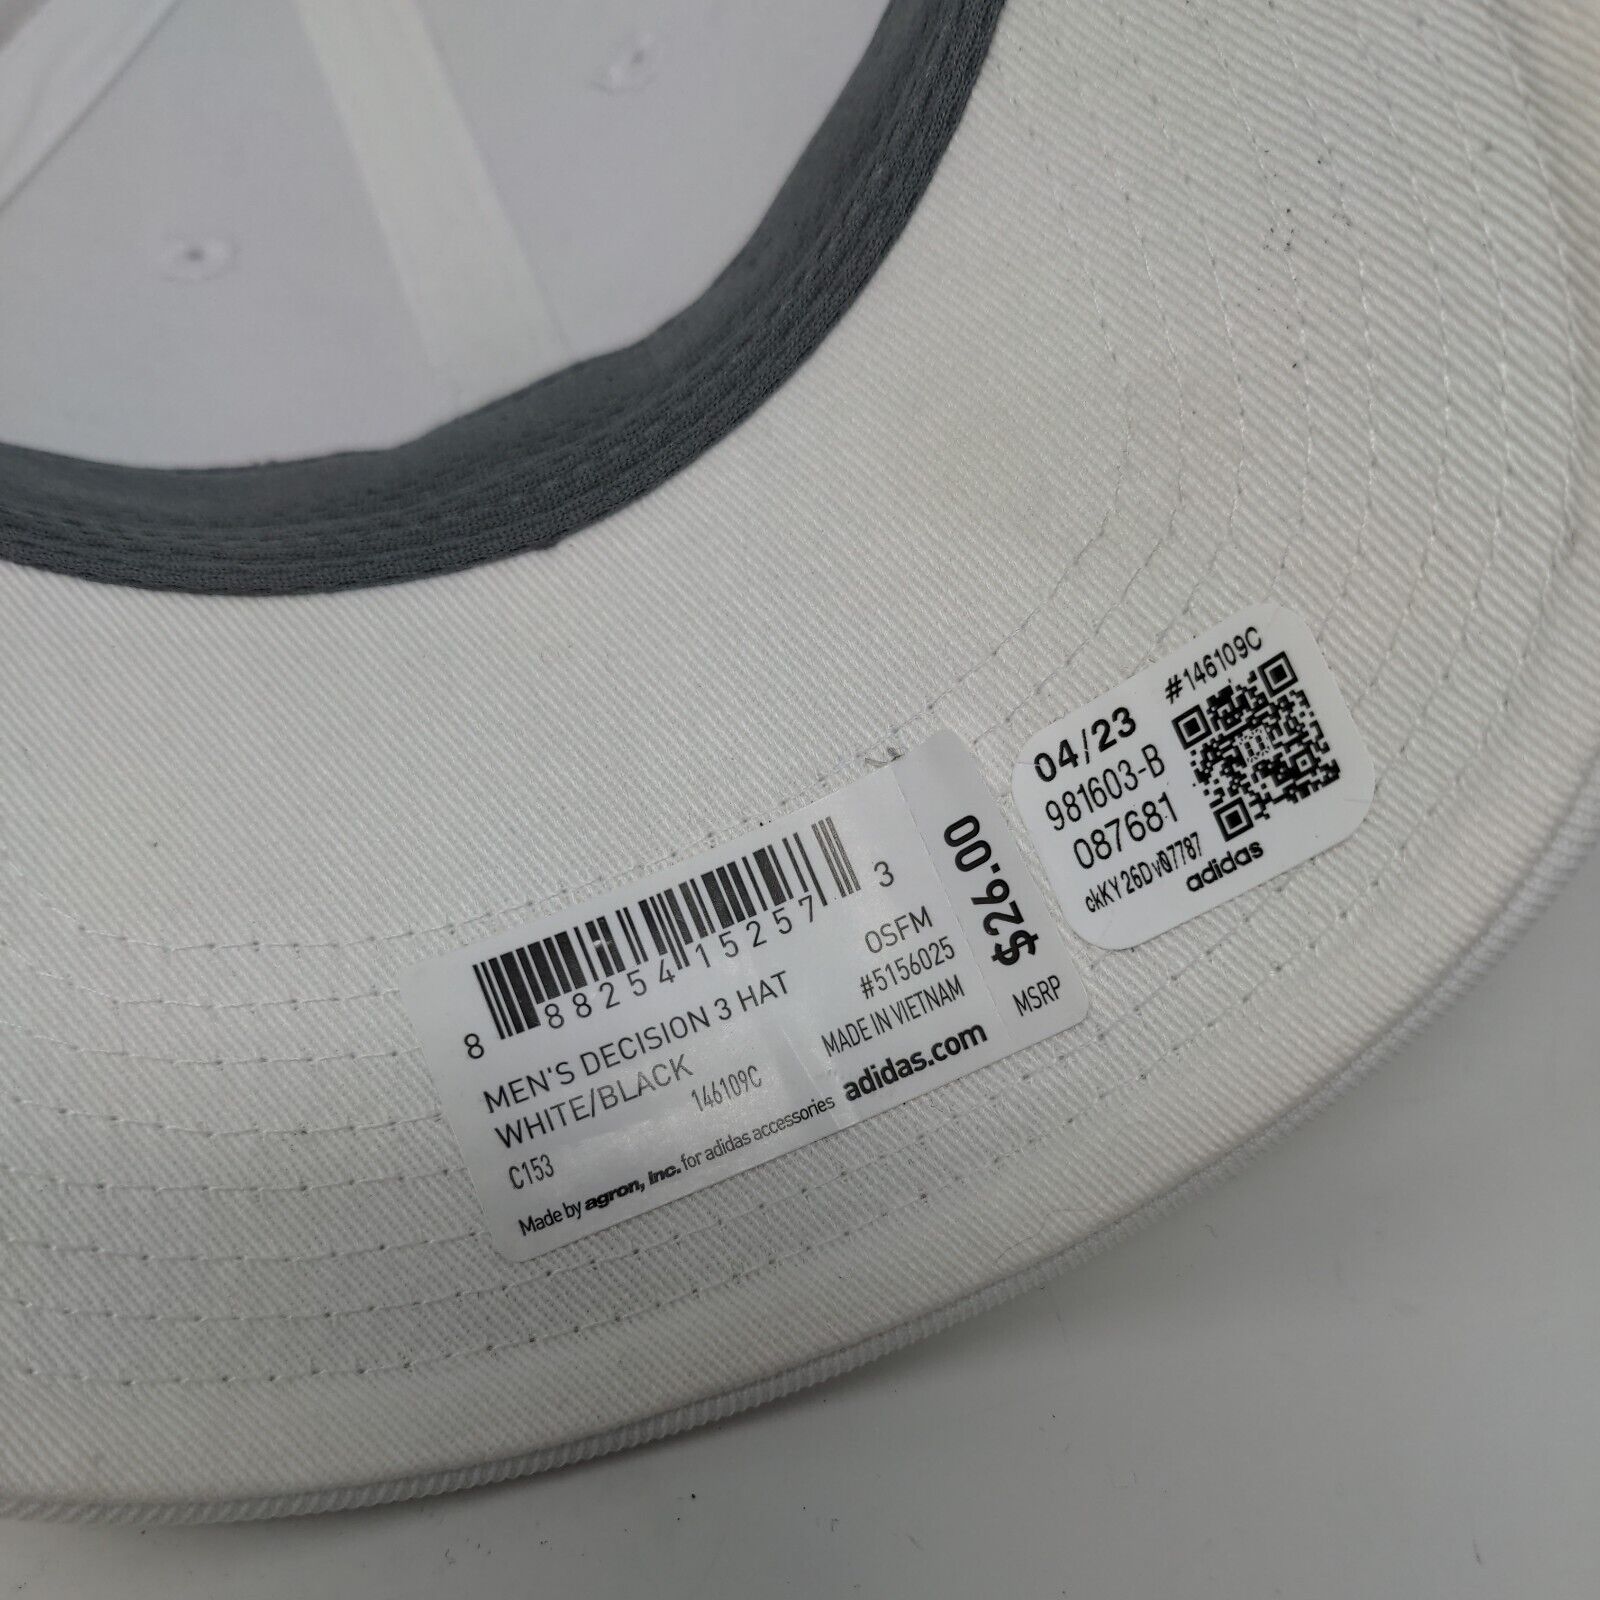 8 88254 15257 3
MEN'S DECISION 3 HAT
WHITE/BLACK
146109C
C153
Made by agron, inc. for adidas accessories
OSFM
#5156025
MADE IN VIETNAM
adidas.com
$26.00
MSRP
#146109C
04/23
981603-B
087681
ckKY26DvQ7787
adidas